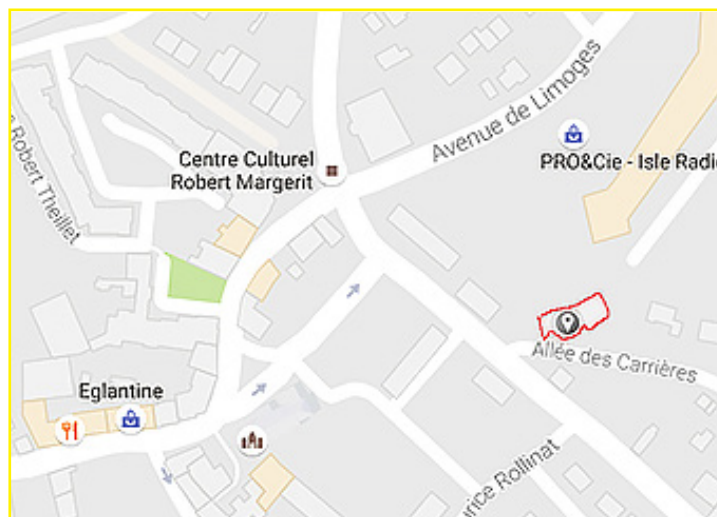 Avenue de Limoges
Centre Culturel
Robert Margerit
PRO&Cie - Isle Radi
Robert Theillet
Allée des Carrières
Eglantine
rice Rollinat